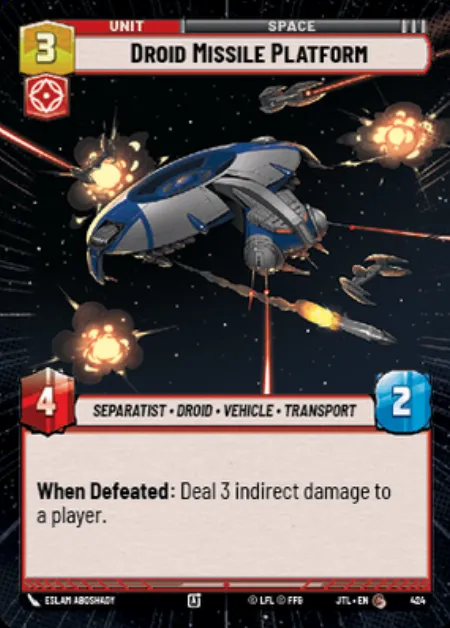 UNIT
SPACE
3
DROID MISSILE PLATFORM
4
SEPARATIST • DROID • VEHICLE • TRANSPORT
2
When Defeated: Deal 3 indirect damage to
a player.
ESLAM ABOSHADY
A
© LFL © FFG
JTL • EN
424